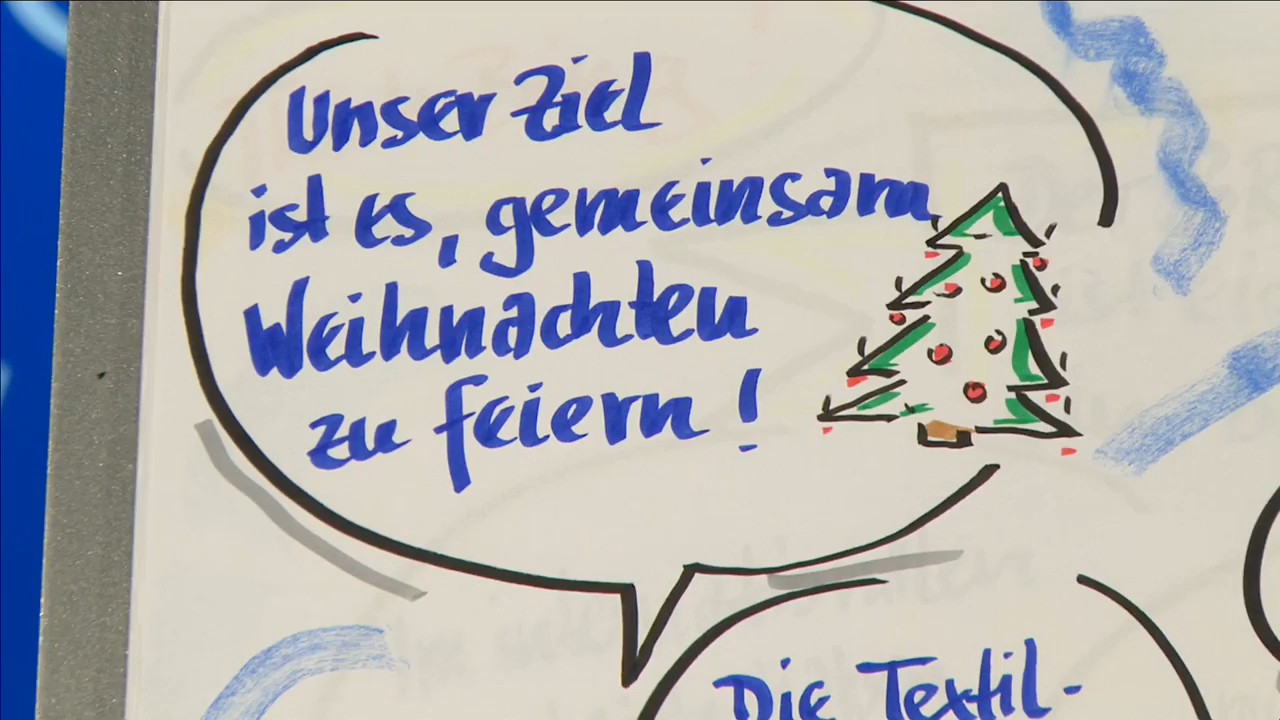 Unser Ziel
ist es, gemeinsam
Weihnachten
zu feiern!
Die Textil-